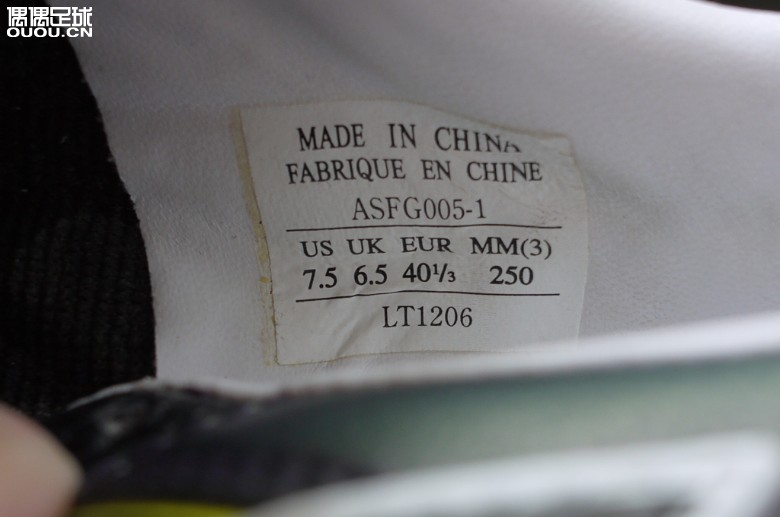 偶偶足球
OUOU.CN
MADE IN CHINA
FABRIQUE EN CHINE
ASFG005-1
US UK EUR MM(3)
7.5 6.5 40⅓ 250
LT1206